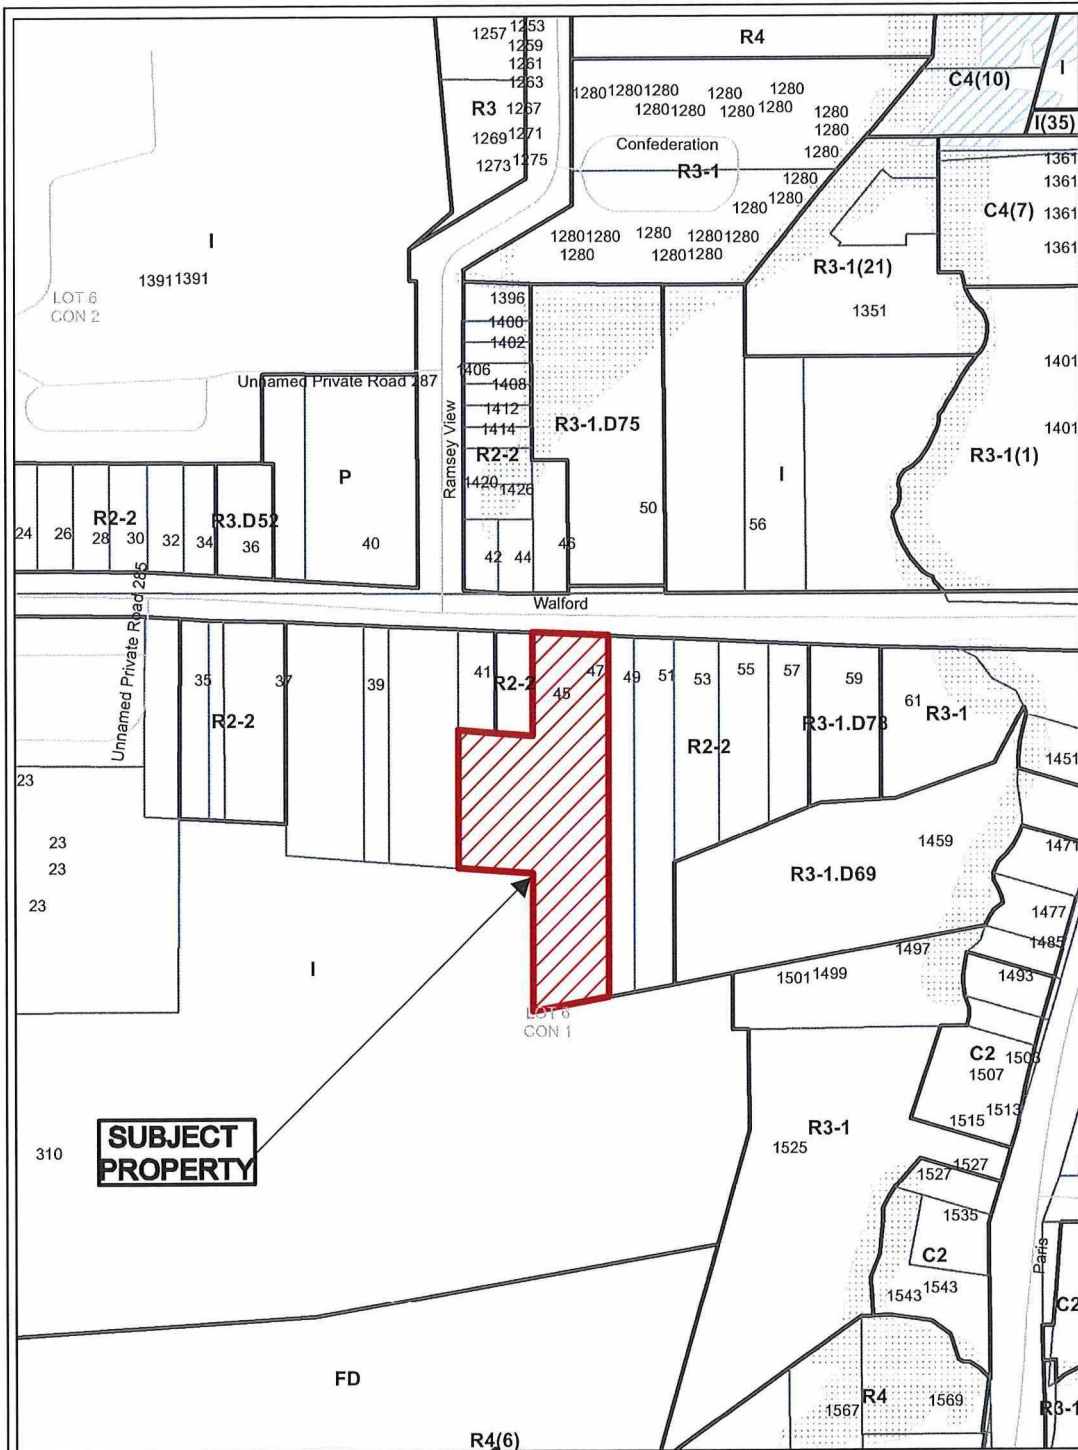 1257 1253
1259
1261
1263
R3 1267
1269 1271
1273 1275
R4
C4(10)
I
I(35)
1280 1280 1280 1280 1280
1280 1280 1280 1280 1280
1280
Confederation
1280
R3-1
1280
1280 1280
1280 1280 1280 1280 1280
1280 1280 1280
1361
1361
C4(7)
1361
1361
R3-1(21)
1351
I
1391 1391
LOT 6
CON 2
1396
1400
1402
1406
1408
1412
1414
R2-2
1420 1426
42 44 46
R3-1.D75
50
56
I
1401
1401
R3-1(1)
Unnamed Private Road 287
Ramsey View
P
40
24 26 28 30 32 34 36
R2-2
R3.D52
Unnamed Private Road 285
Walford
35 37 39 41 45 47 49 51 53 55 57 59 61
R2-2
R2-2
R2-2
R3-1.D78
R3-1
1451
23
23
23
23
1459
R3-1.D69
1471
1477
1485
1493
1497
1501 1499
I
LOT 6
CON 1
C2 1503
1507
1515 1513
SUBJECT
PROPERTY
310
R3-1
1525
1527 1527
1535
C2
1543 1543
Paris
C2
FD
R4
1567 1569
R3-1
R4(6)